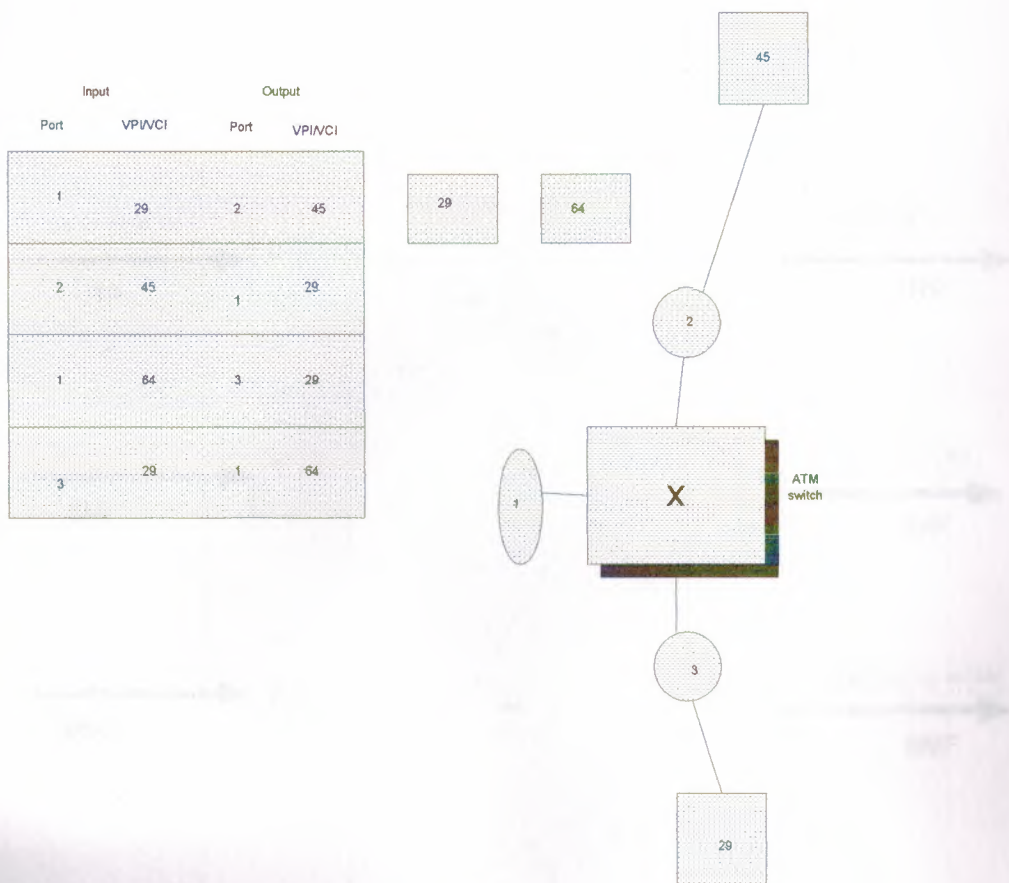 Input Output
Port VPI/VCI Port VPI/VCI
1 29 2 45
2 45 1 29
1 64 3 29
3 29 1 64
29 64
45
2
1
X
ATM
switch
3
29